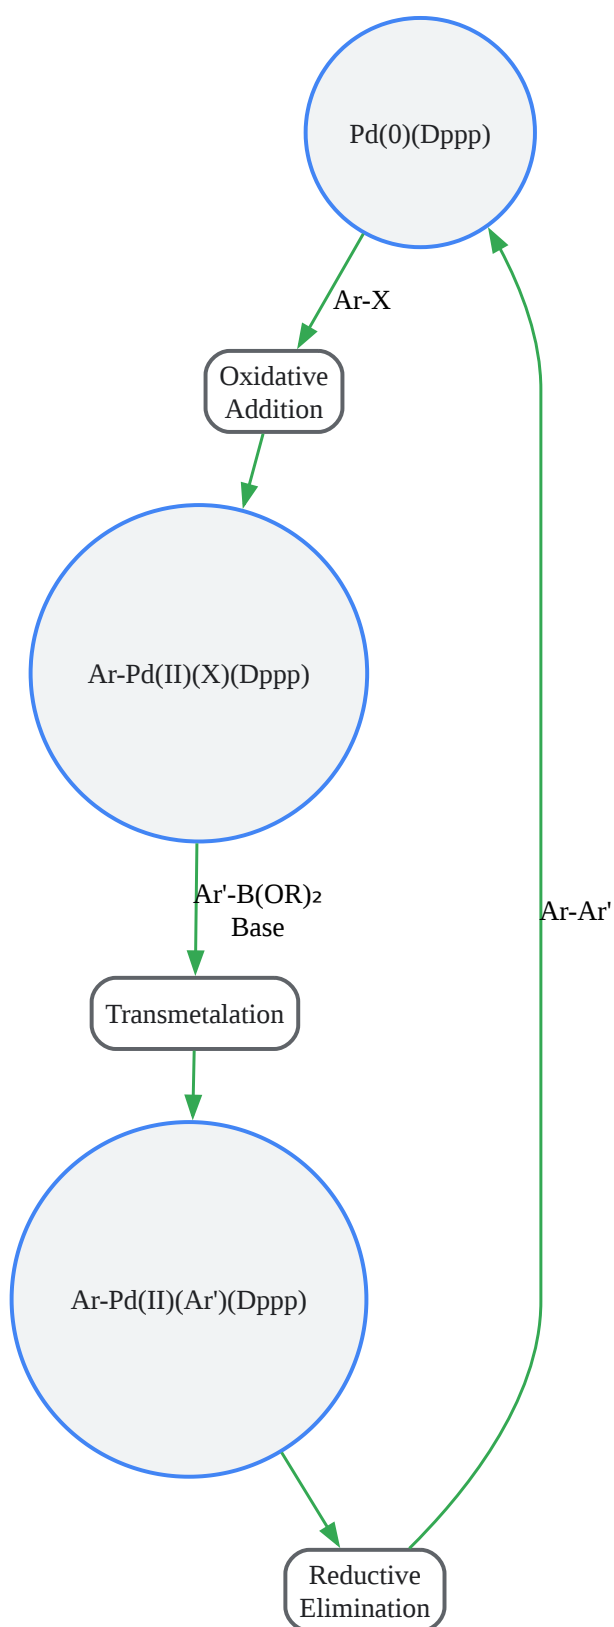 Pd(0)(Dppp)
Ar-X
Oxidative
Addition
Ar-Pd(II)(X)(Dppp)
Ar'-B(OR)₂
Base
Ar-Ar'
Transmetalation
Ar-Pd(II)(Ar')(Dppp)
Reductive
Elimination